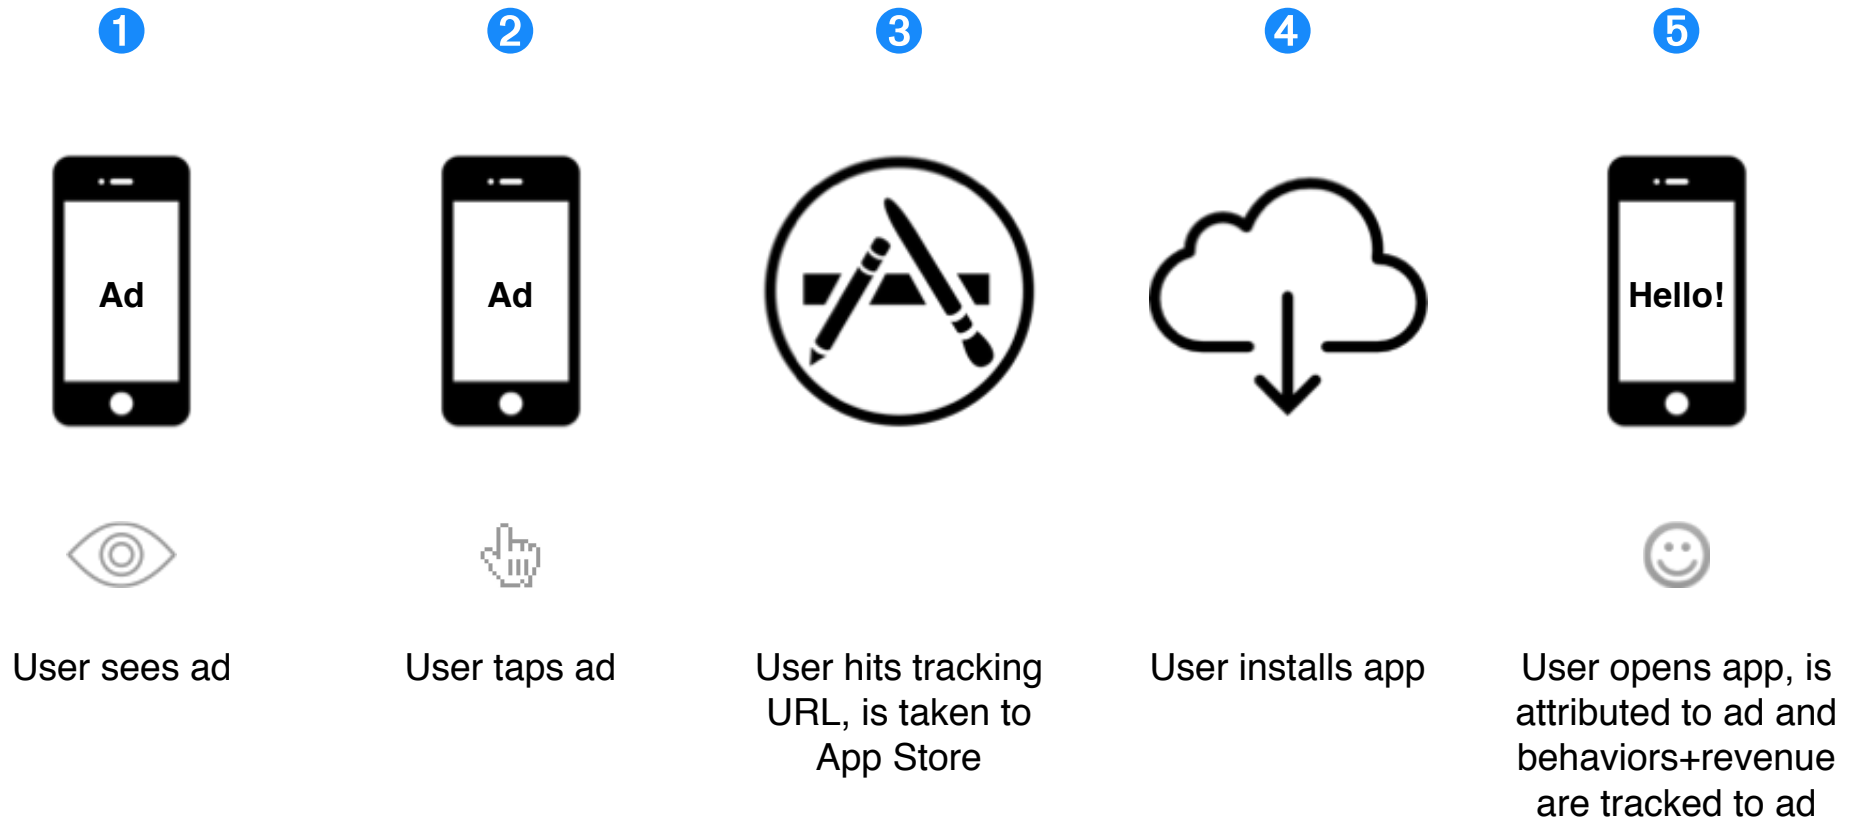 1
2
3
4
5
Ad
Ad
Hello!
User sees ad
User taps ad
User hits tracking
URL, is taken to
App Store
User installs app
User opens app, is
attributed to ad and
behaviors+revenue
are tracked to ad